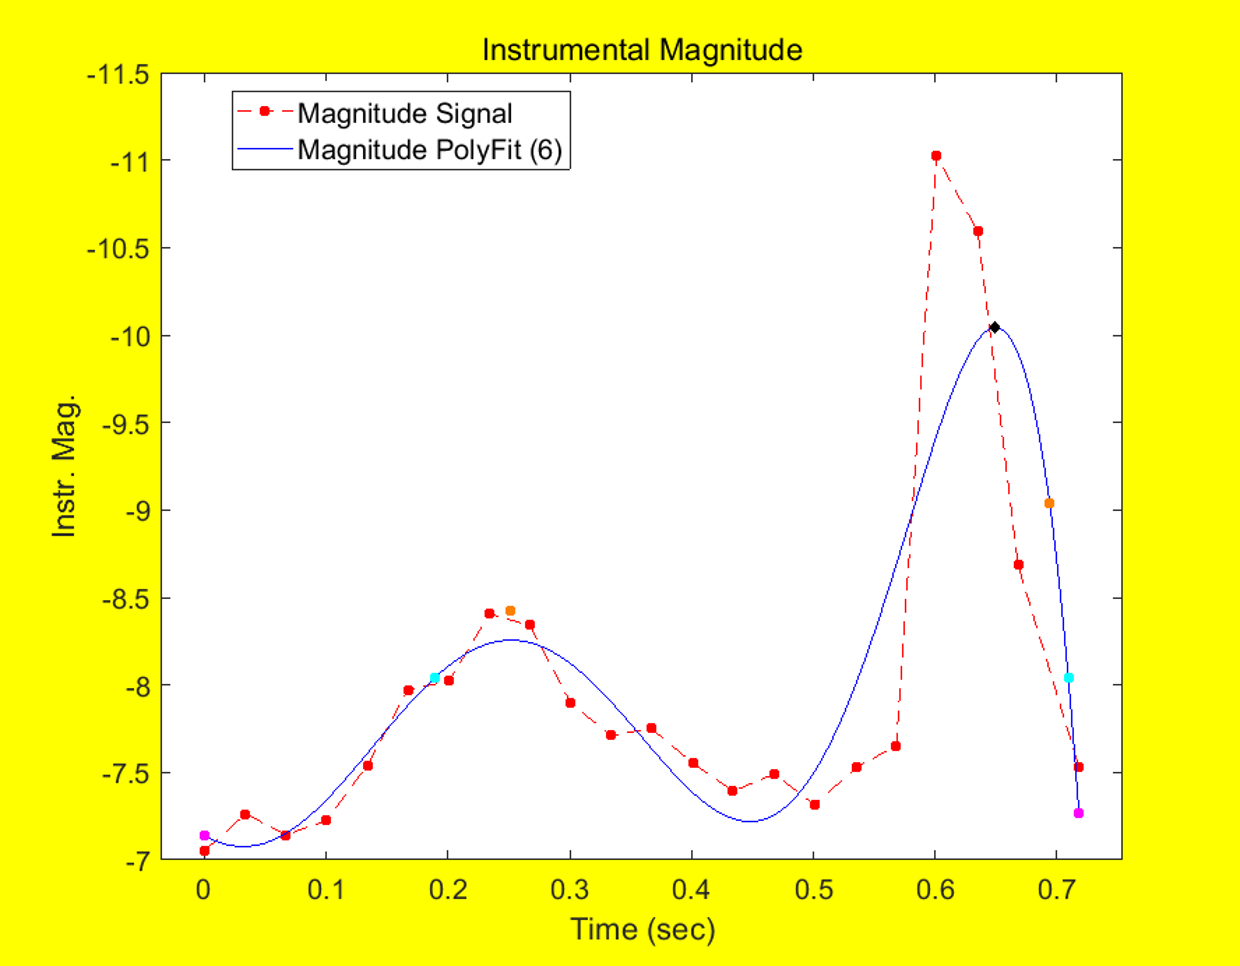 Instrumental Magnitude
-11.5
-11
-10.5
-10
-9.5
-9
-8.5
-8
-7.5
-7
Instr. Mag.
Magnitude Signal
Magnitude PolyFit (6)
0 0.1 0.2 0.3 0.4 0.5 0.6 0.7
Time (sec)